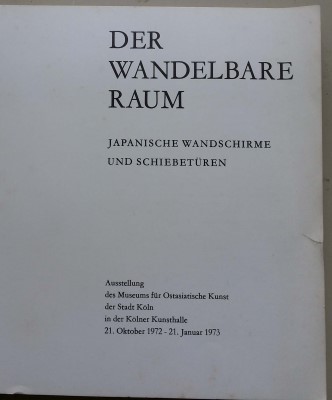 DER
WANDELBARE
RAUM
JAPANISCHE WANDSCHIRME
UND SCHIEBETÜREN
Ausstellung
des Museums für Ostasiatische Kunst
der Stadt Köln
in der Kölner Kunsthalle
21. Oktober 1972 - 21. Januar 1973